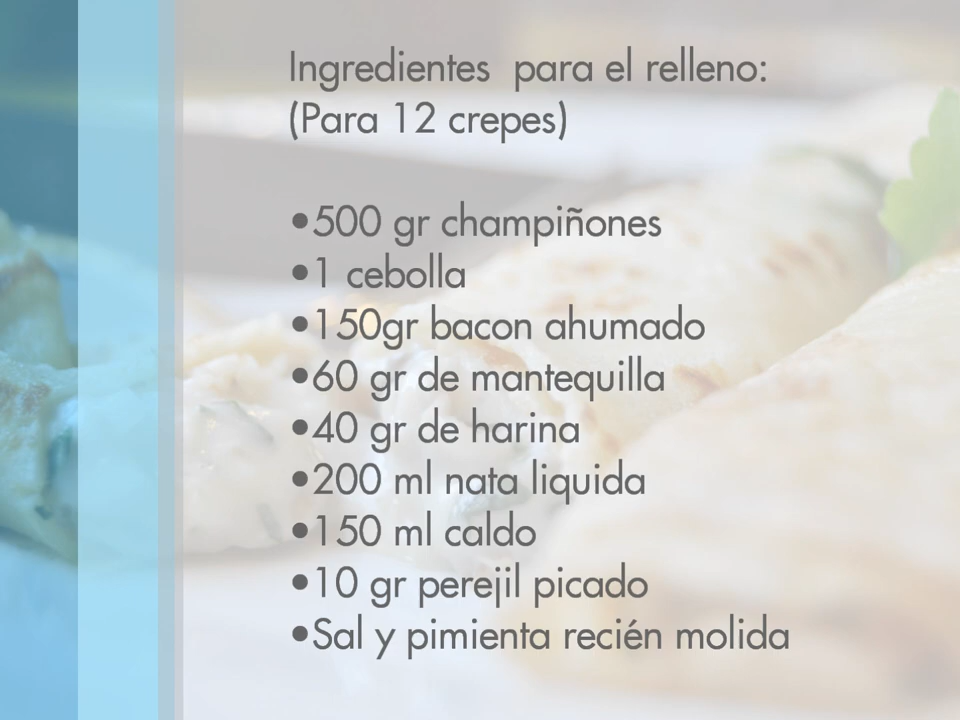 Ingredientes para el relleno:
(Para 12 crepes)
•500 gr champiñones
•1 cebolla
•150gr bacon ahumado
•60 gr de mantequilla
•40 gr de harina
•200 ml nata liquida
•150 ml caldo
•10 gr perejil picado
•Sal y pimienta recién molida